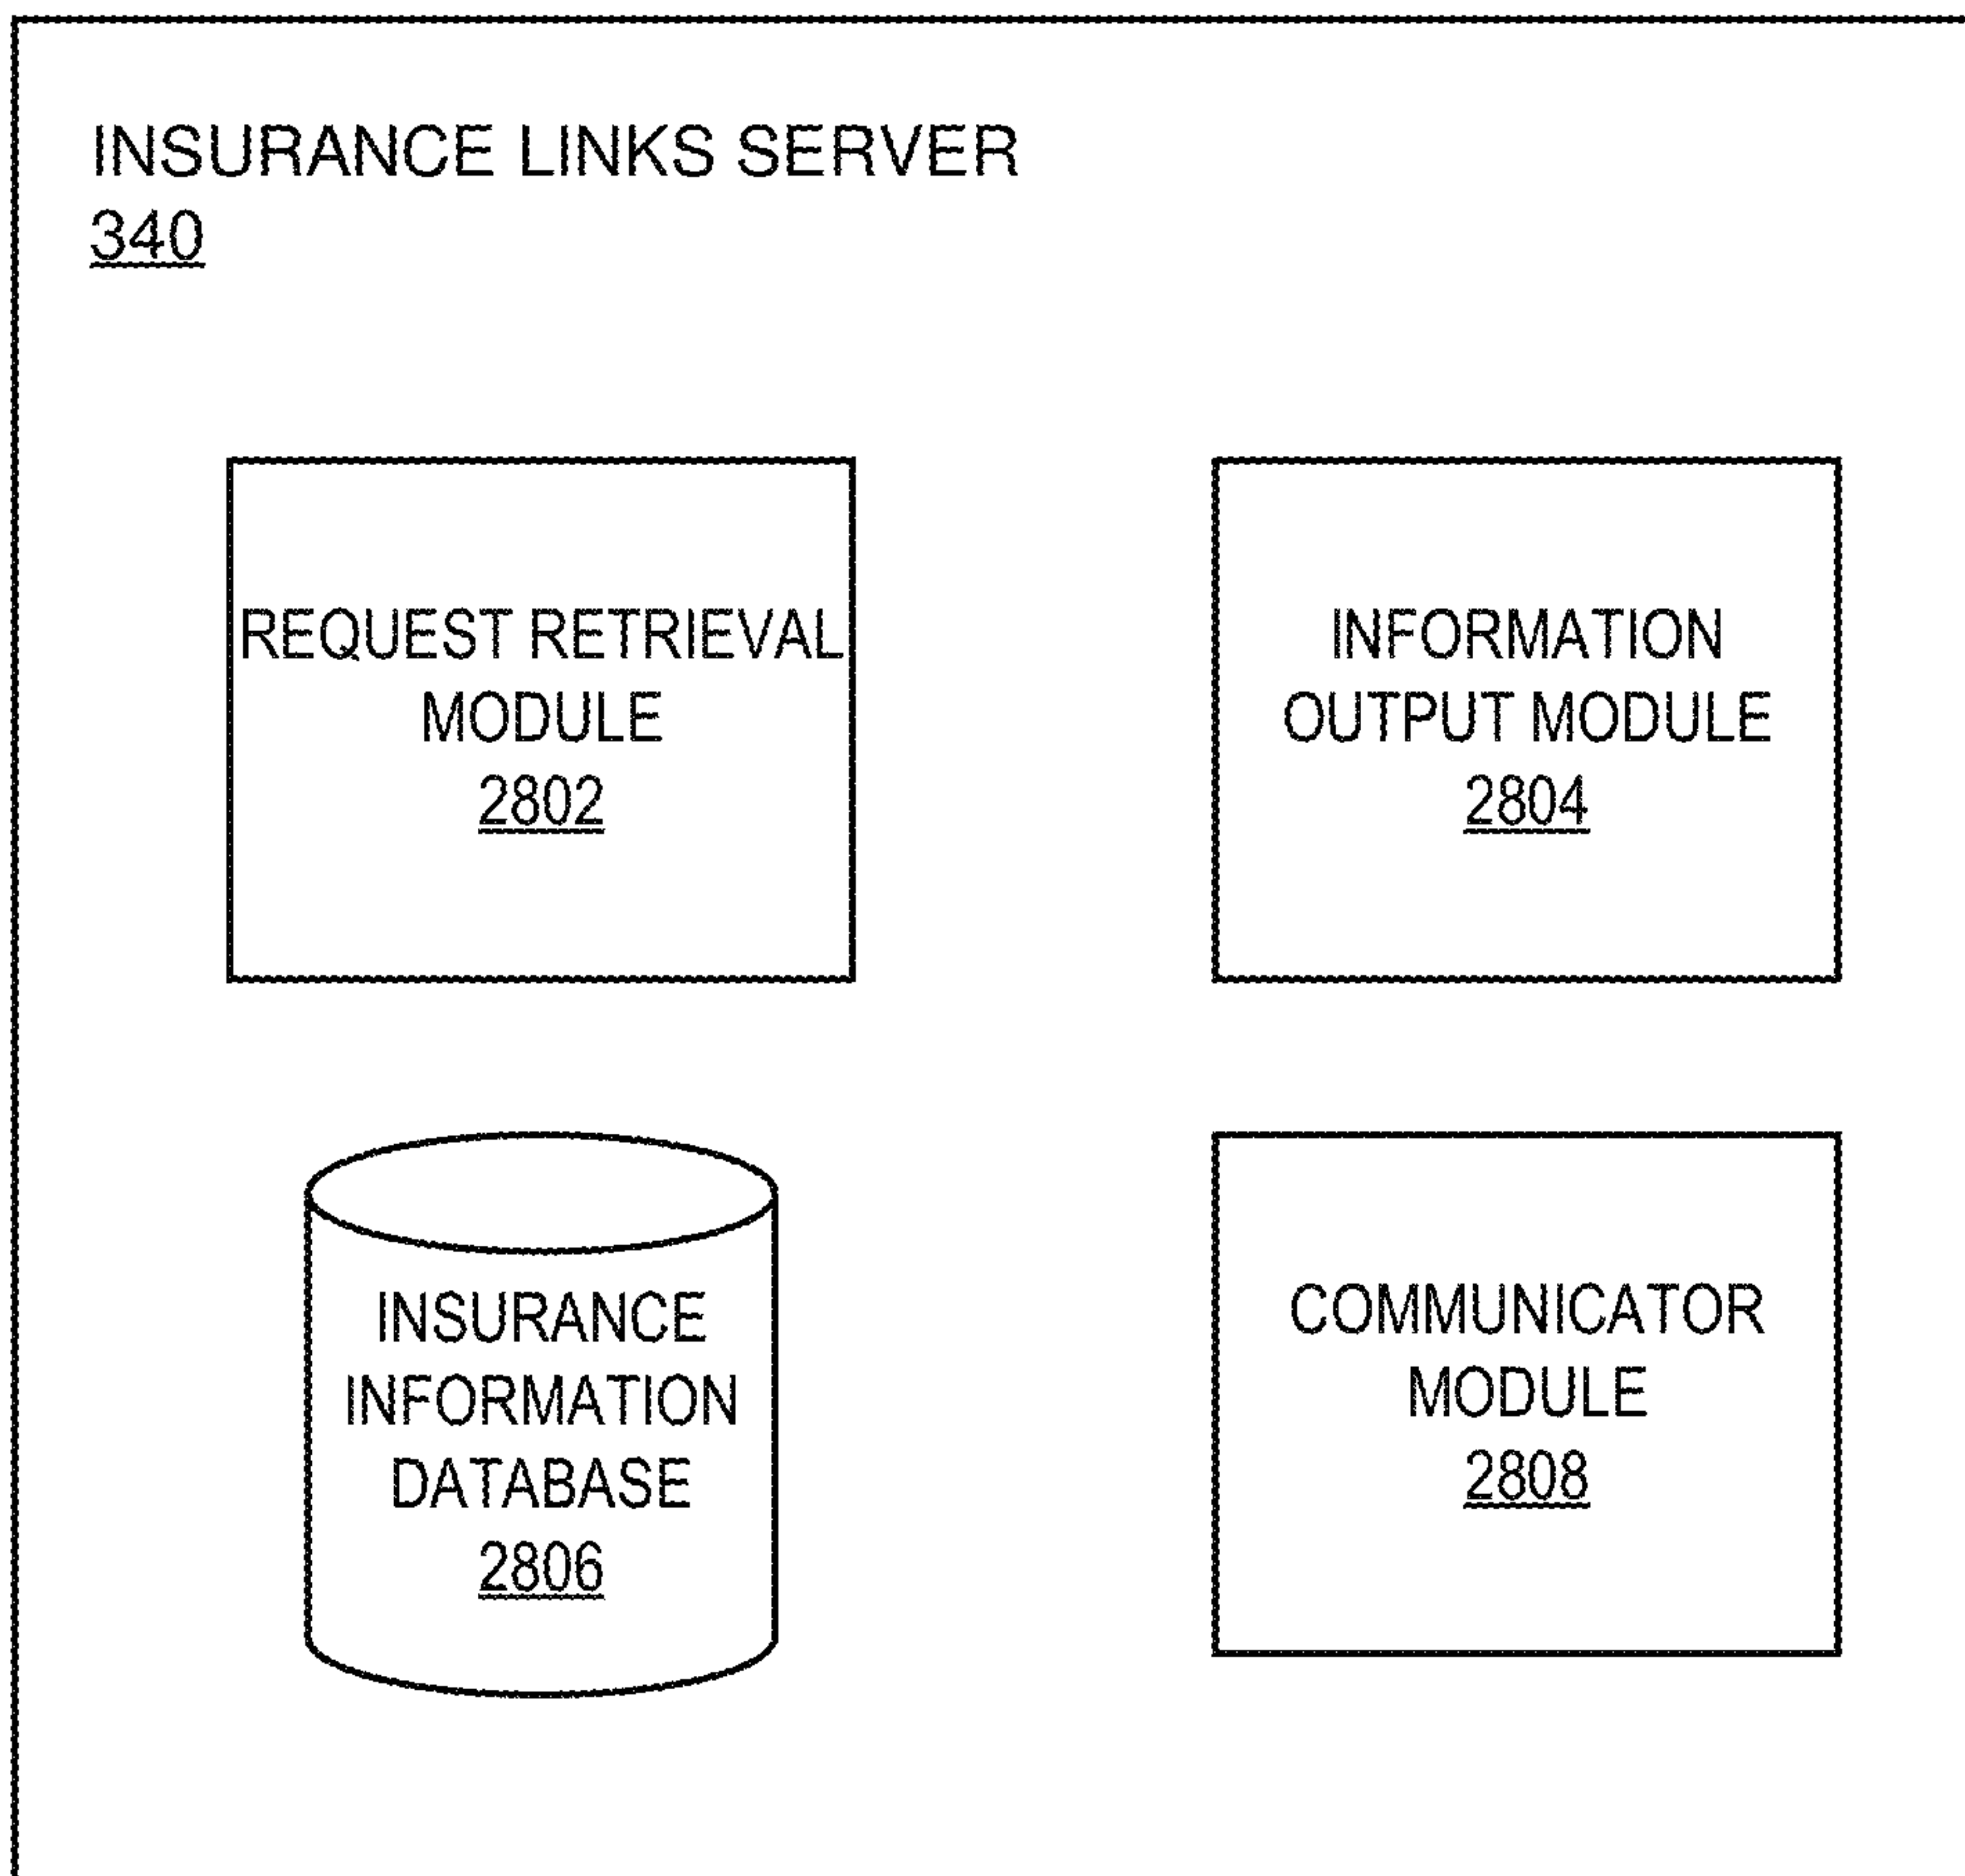 INSURANCE LINKS SERVER
340
REQUEST RETRIEVAL
MODULE
2802
INFORMATION
OUTPUT MODULE
2804
INSURANCE
INFORMATION
DATABASE
2806
COMMUNICATOR
MODULE
2808